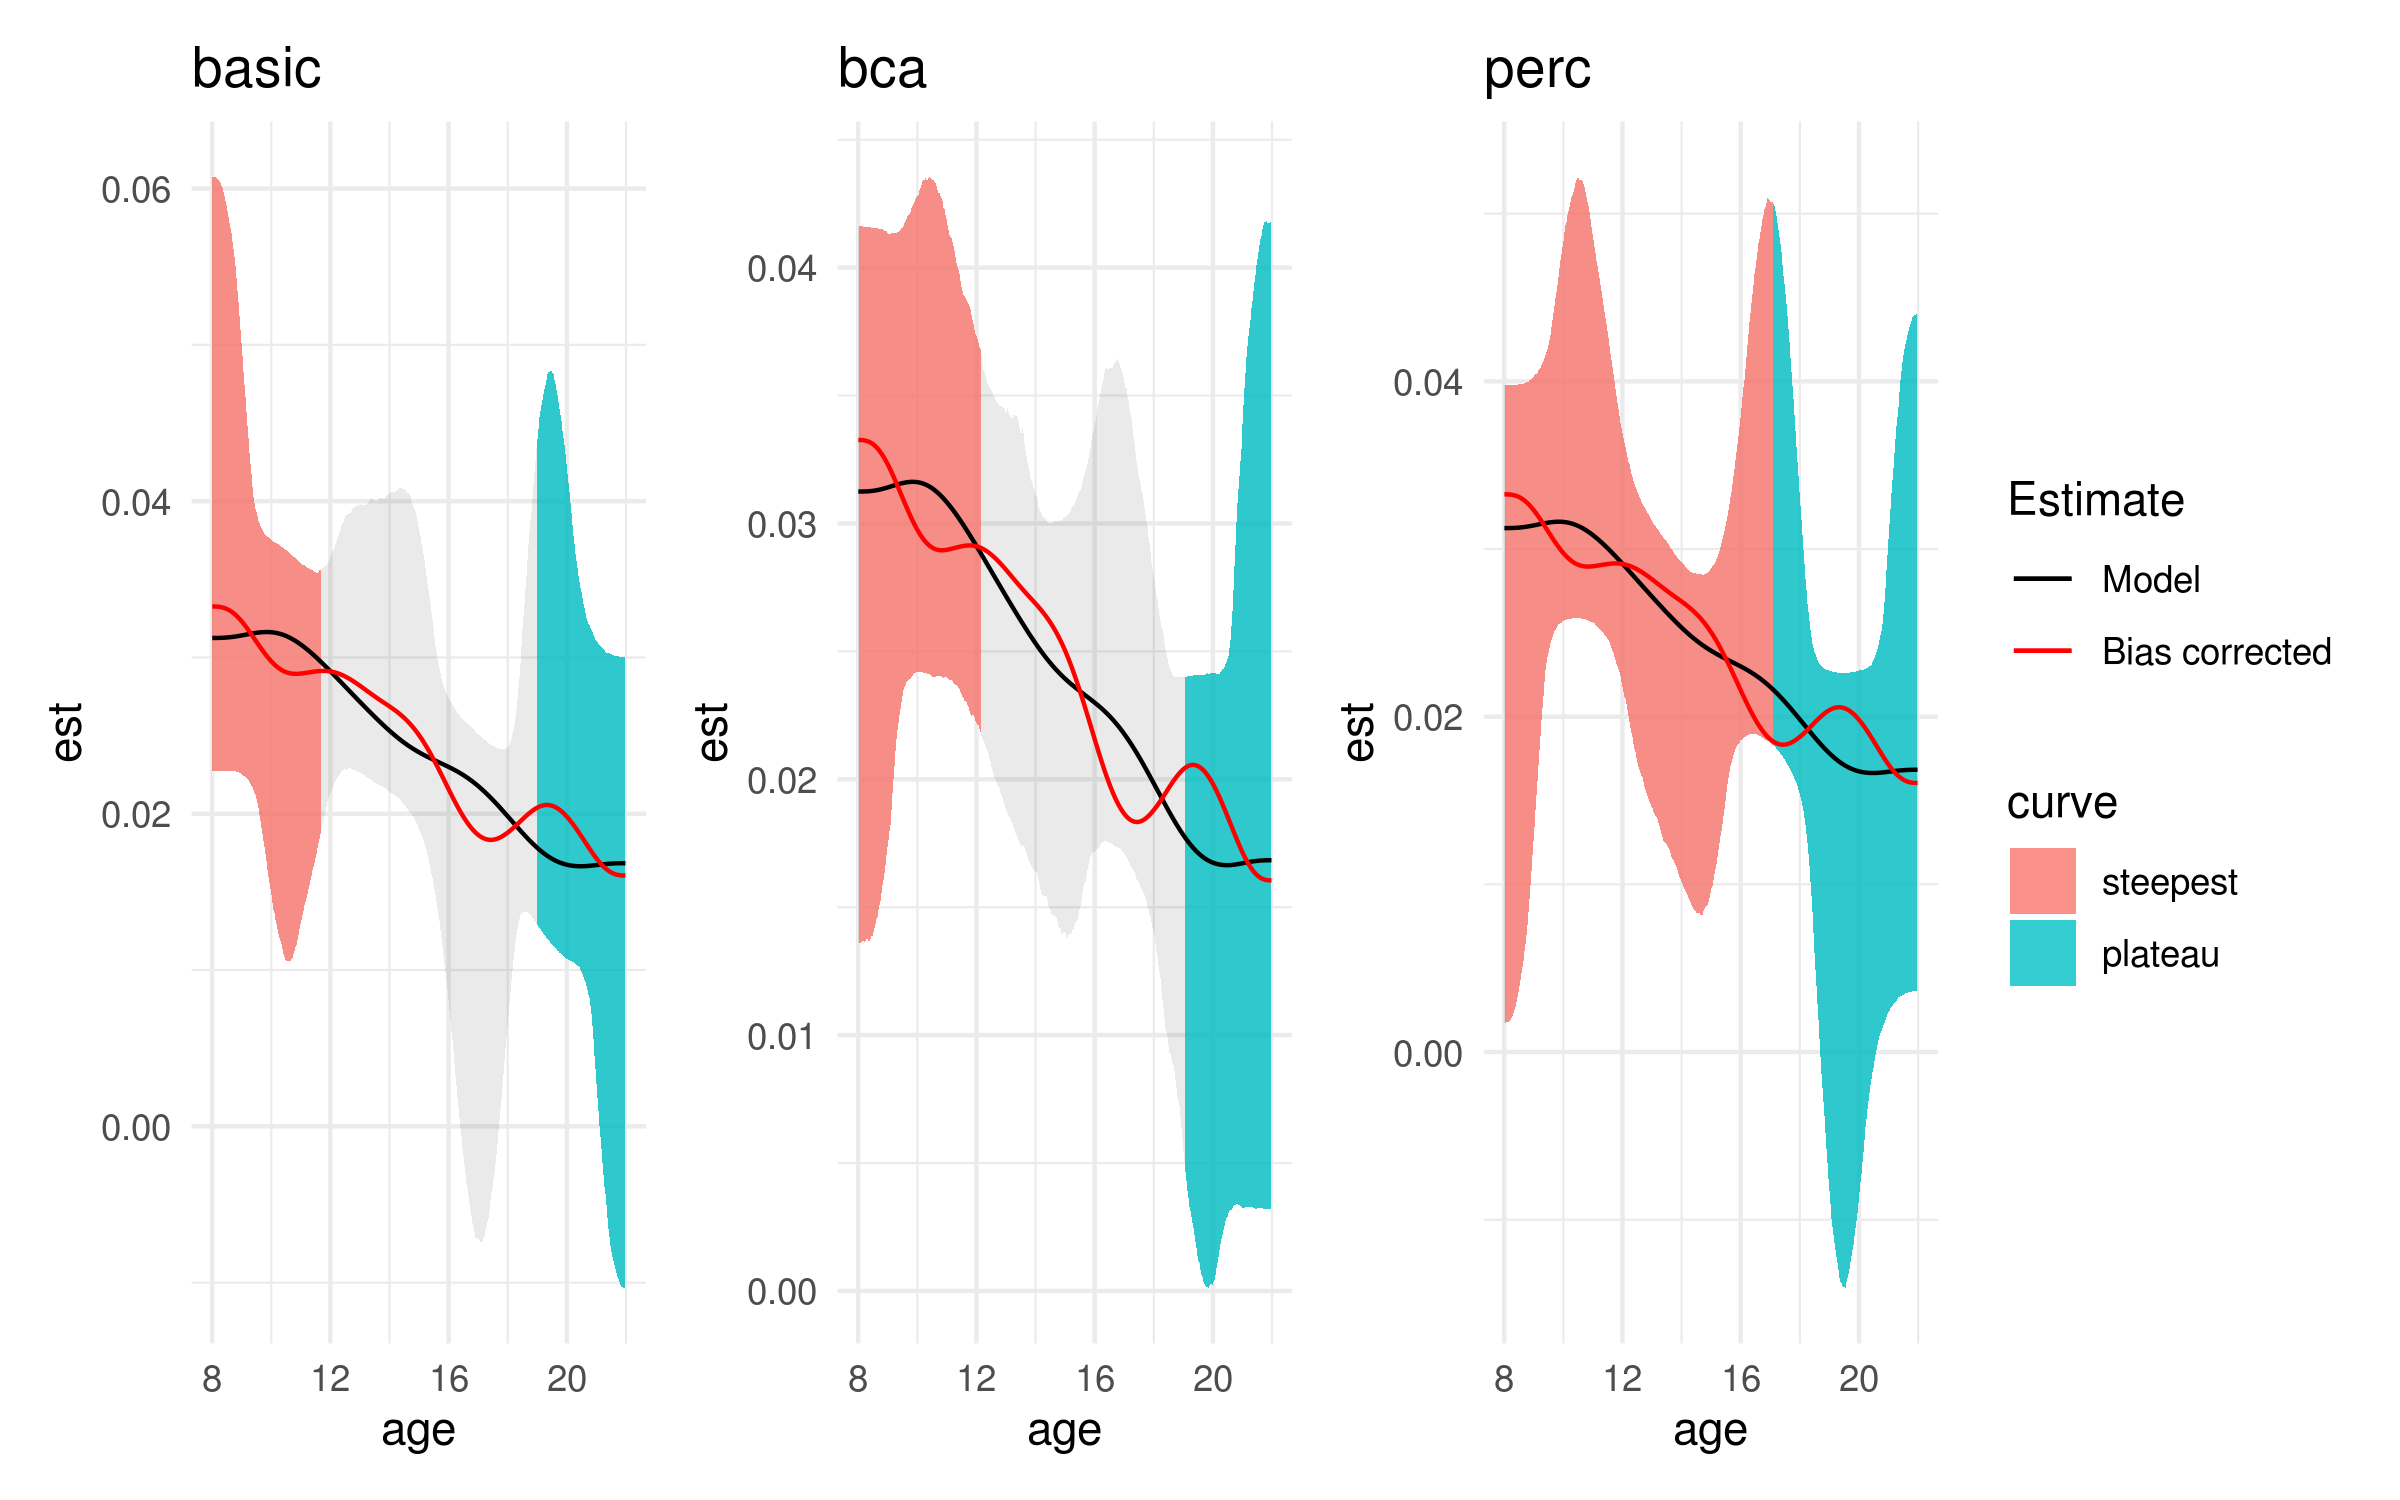 basic
0.06
0.04
0.02
0.00
est
8 12 16 20
age
bca
0.04
0.03
0.02
0.01
0.00
est
8 12 16 20
age
perc
0.04
0.02
0.00
est
8 12 16 20
age
Estimate
Model
Bias corrected
curve
steepest
plateau